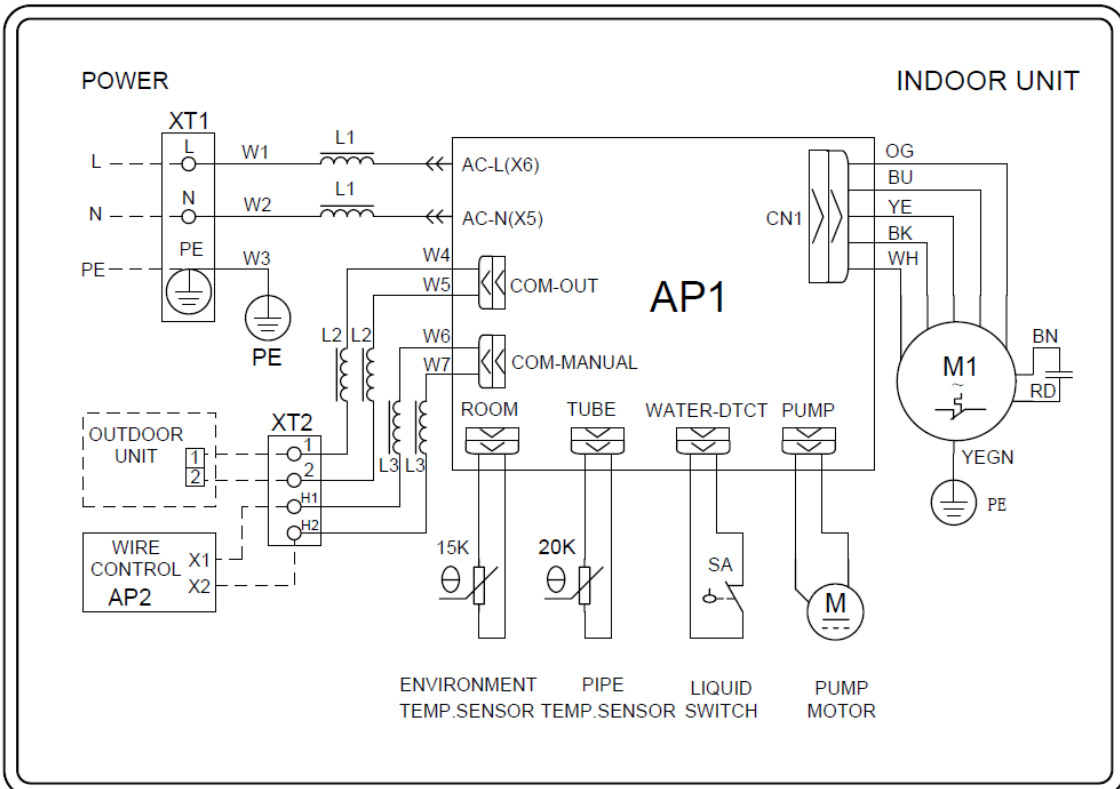 POWER
INDOOR UNIT
XT1
L
L
W1
L1
AC-L(X6)
N
N
W2
L1
AC-N(X5)
PE
PE
W3
PE
W4
W5
COM-OUT
W6
W7
COM-MANUAL
L2 L2
L3 L3
AP1
CN1
OG
BU
YE
BK
WH
M1
~
BN
RD
YEGN
PE
ROOM
TUBE
WATER-DTCT
PUMP
XT2
1
2
H1
H2
OUTDOOR
UNIT
1
2
WIRE
CONTROL
AP2
X1
X2
15K
20K
SA
M
ENVIRONMENT
TEMP.SENSOR
PIPE
TEMP.SENSOR
LIQUID
SWITCH
PUMP
MOTOR